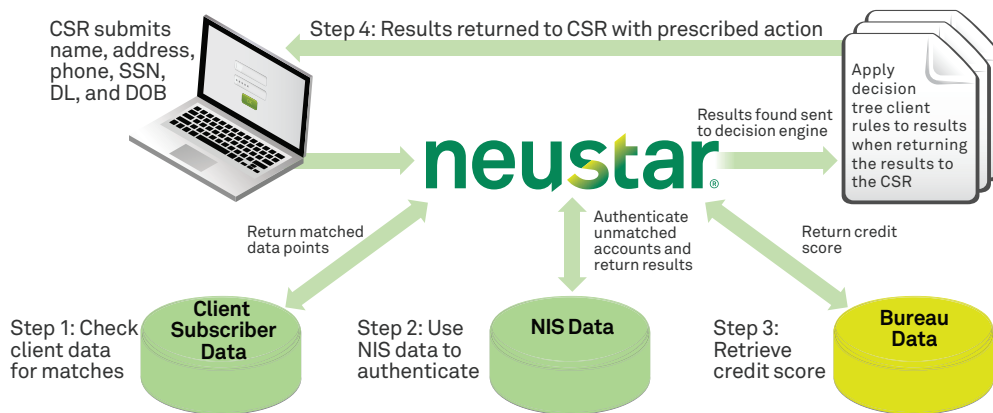 CSR submits
name, address,
phone, SSN,
DL, and DOB
Step 4: Results returned to CSR with prescribed action
Apply
decision
tree client
rules to results
when returning
the results to
the CSR
Results found sent
to decision engine
neustar®
Return matched
data points
Authenticate
unmatched
accounts and
return results
Return credit
score
Step 1: Check
client data
for matches
Client
Subscriber
Data
Step 2: Use
NIS data to
authenticate
NIS Data
Step 3:
Retrieve
credit score
Bureau
Data